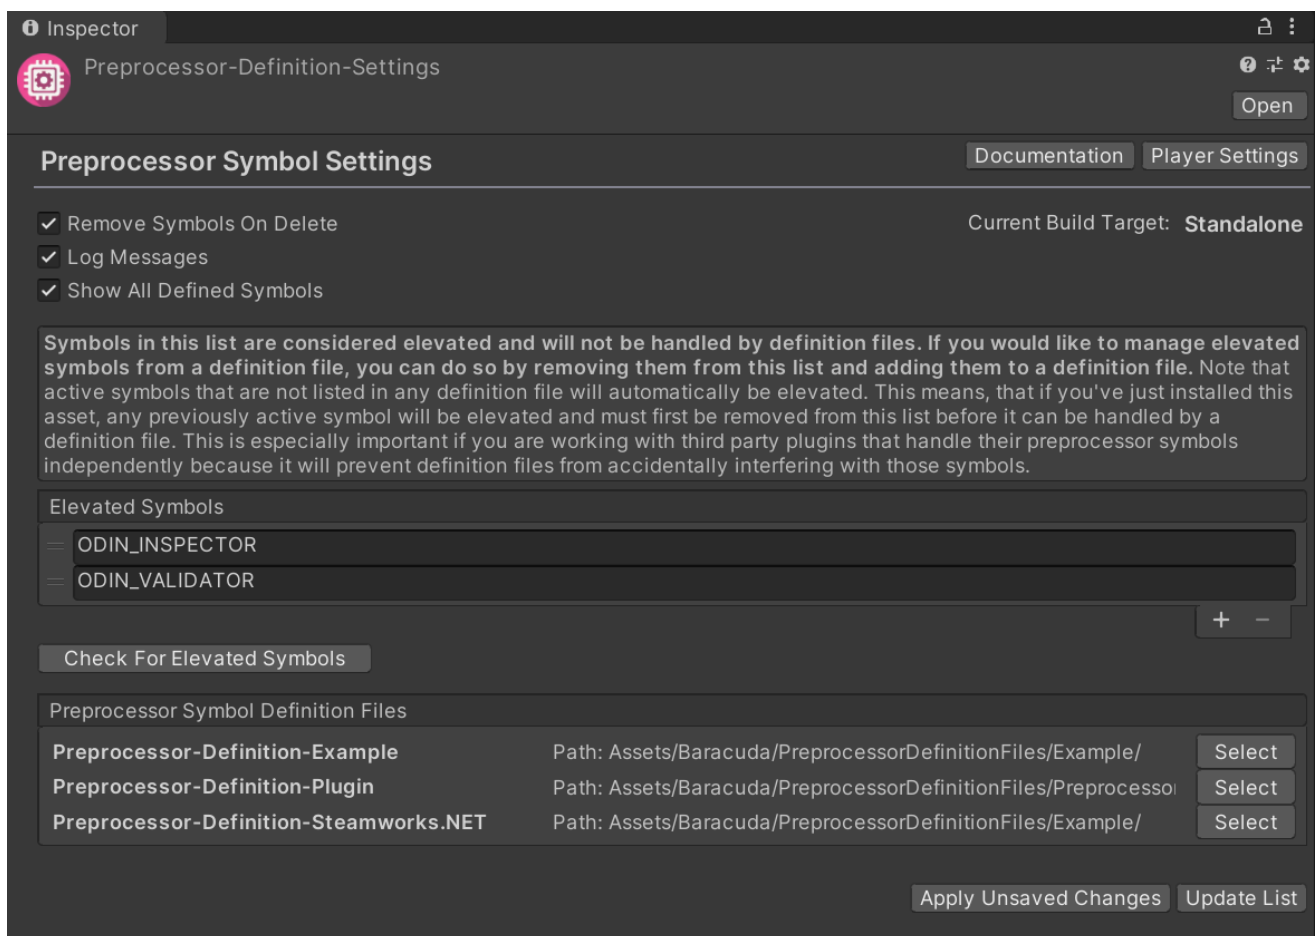 Inspector
Preprocessor-Definition-Settings
Open
Preprocessor Symbol Settings
Documentation
Player Settings
Remove Symbols On Delete
Current Build Target: Standalone
Log Messages
Show All Defined Symbols
Symbols in this list are considered elevated and will not be handled by definition files. If you would like to manage elevated
symbols from a definition file, you can do so by removing them from this list and adding them to a definition file. Note that
active symbols that are not listed in any definition file will automatically be elevated. This means, that if you've just installed this
asset, any previously active symbol will be elevated and must first be removed from this list before it can be handled by a
definition file. This is especially important if you are working with third party plugins that handle their preprocessor symbols
independently because it will prevent definition files from accidentally interfering with those symbols.
Elevated Symbols
ODIN_INSPECTOR
ODIN_VALIDATOR
Check For Elevated Symbols
Preprocessor Symbol Definition Files
Preprocessor-Definition-Example Path: Assets/Baracuda/PreprocessorDefinitionFiles/Example/ Select
Preprocessor-Definition-Plugin Path: Assets/Baracuda/PreprocessorDefinitionFiles/Preprocesso Select
Preprocessor-Definition-Steamworks.NET Path: Assets/Baracuda/PreprocessorDefinitionFiles/Example/ Select
Apply Unsaved Changes
Update List